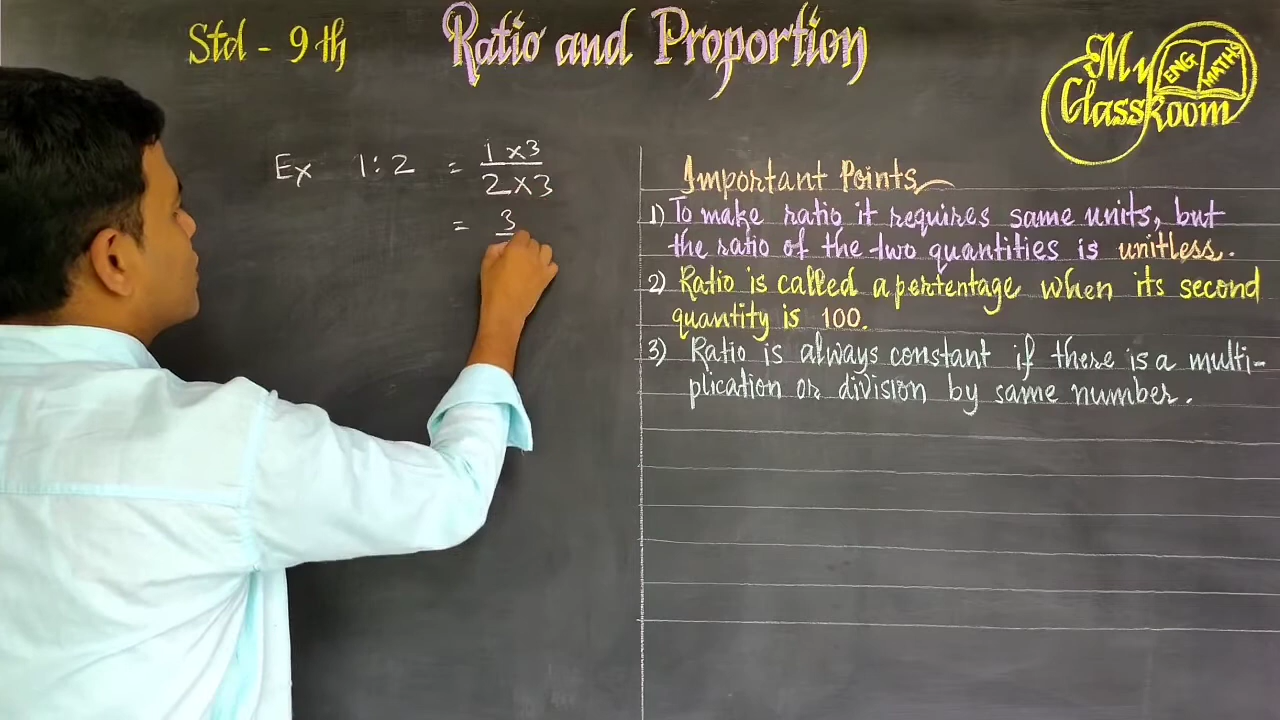 Std - 9th
Ratio and Proportion
My
ENG MATHS
Classroom
Ex 1:2 = 1×3
2×3
= 3
Important Points
1) To make ratio it requires same units, but
the ratio of the two quantities is unitless.
2) Ratio is called a pertentage when its second
quantity is 100.
3) Ratio is always constant if there is a multi-
plication or division by same number.